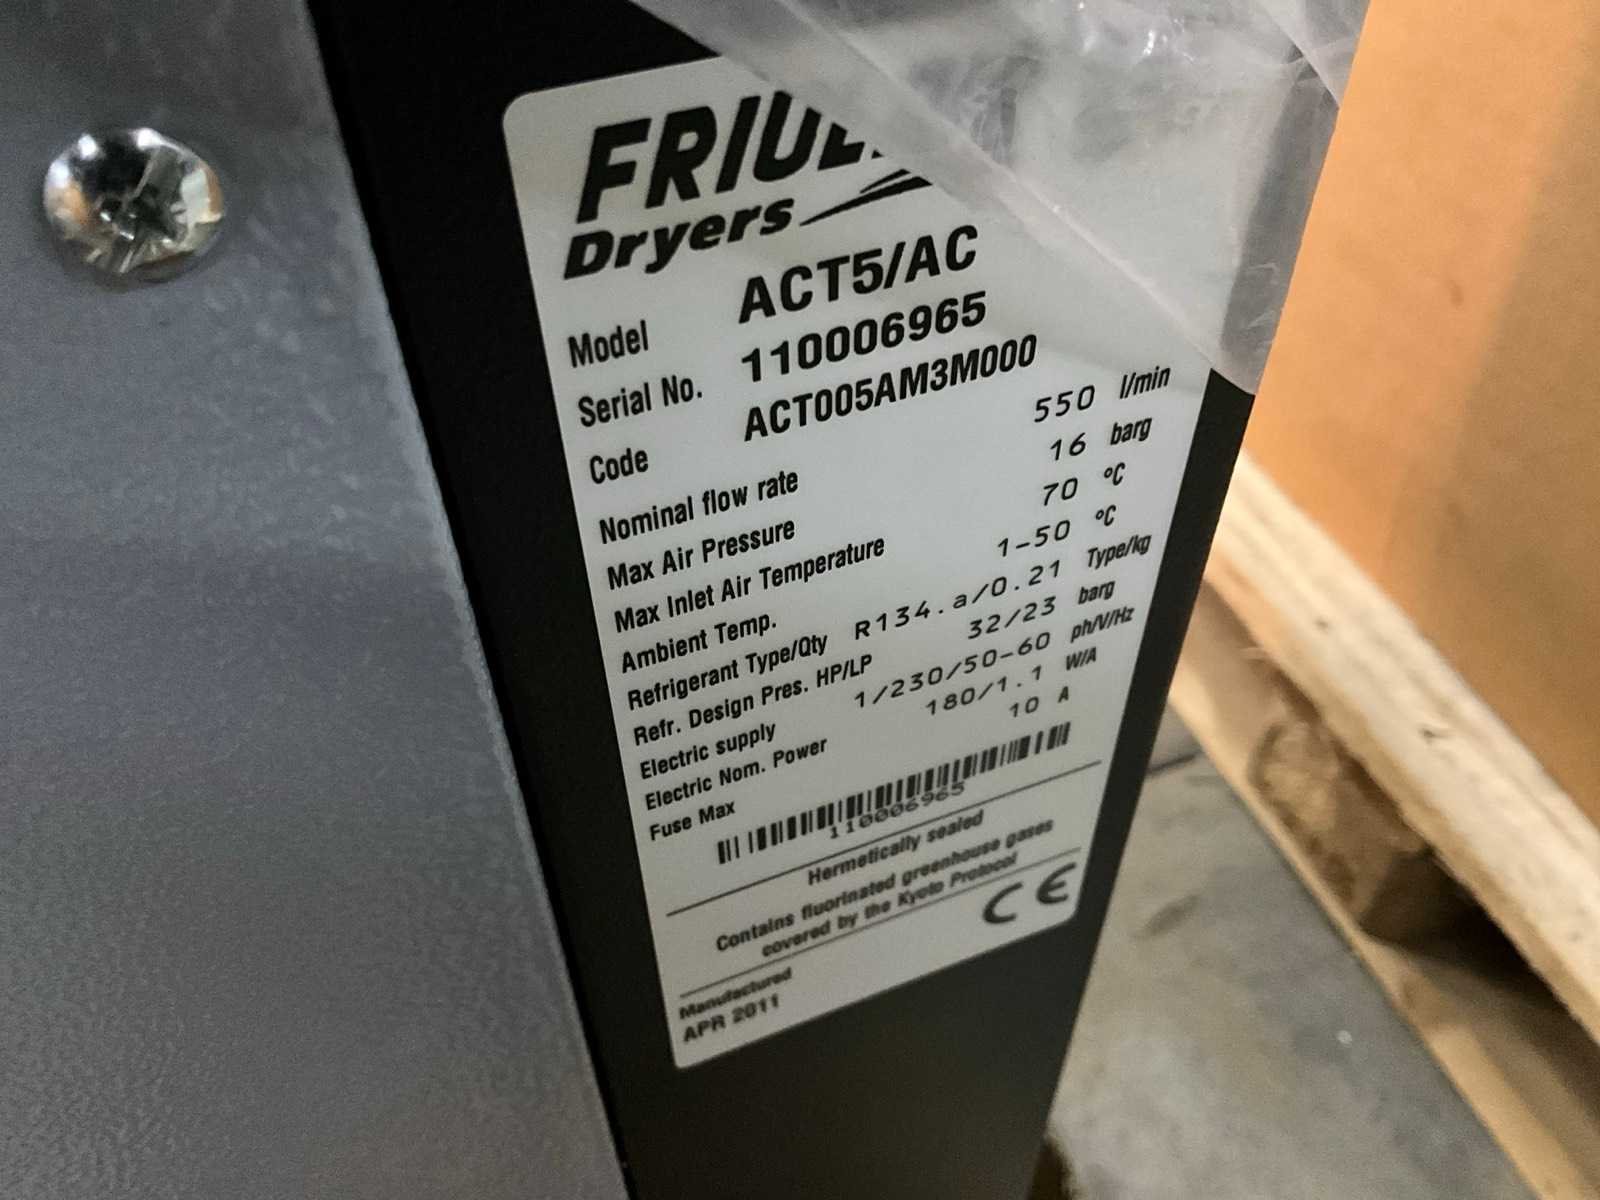 Dryers
Model ACT5/AC
Serial No. 110006965
Code ACT005AM3M000
Nominal flow rate 550 l/min
Max Air Pressure 16 barg
Max Inlet Air Temperature 70 °C
Ambient Temp. 1-50 °C
Refrigerant Type/Qty R134.a/0.21 Type/kg
Refr. Design Pres. HP/LP 32/23 barg
Electric supply 1/230/50-60 ph/V/Hz
Electric Nom. Power 180/1.1 W/A
Fuse Max 10 A
110006965
Hermetically sealed
Contains fluorinated greenhouse gases
covered by the Kyoto Protocol
CE
Manufactured
APR 2011